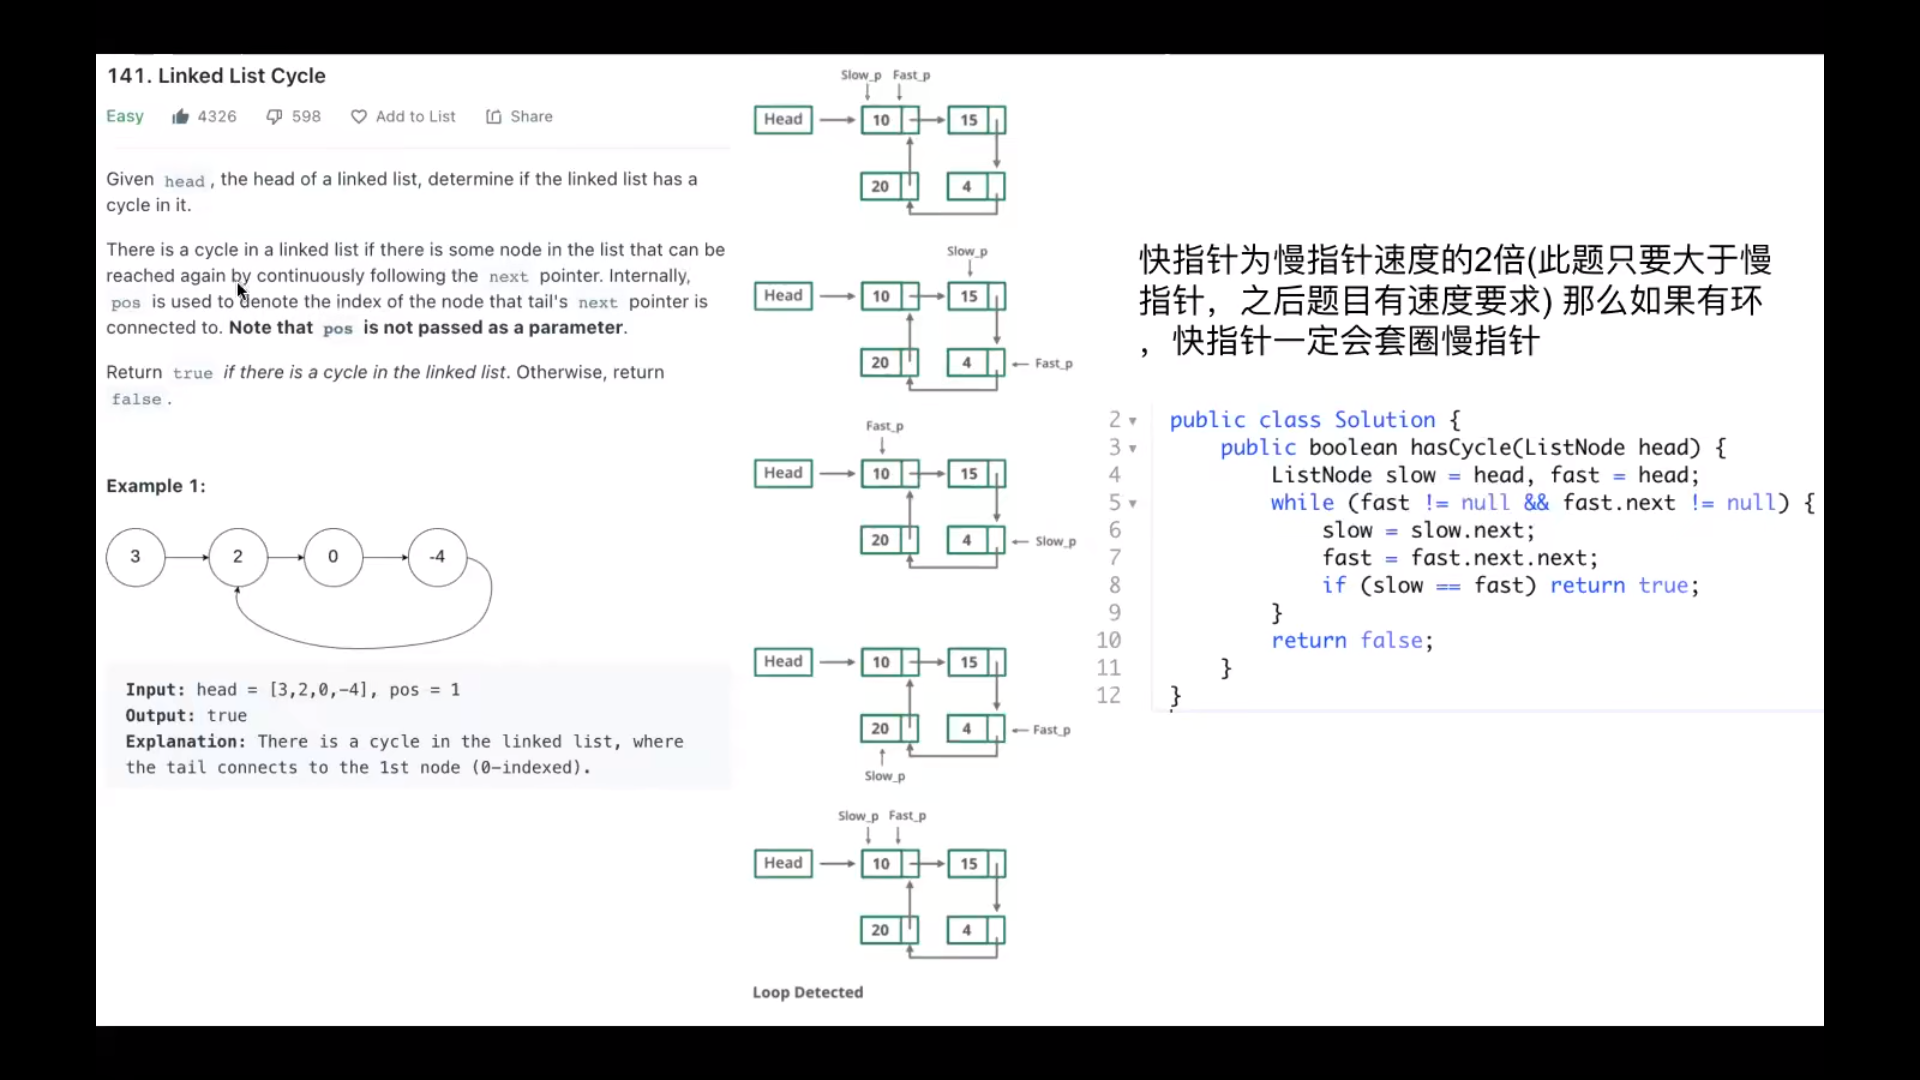 141. Linked List Cycle
Easy 4326 598 Add to List Share
Given head, the head of a linked list, determine if the linked list has a
cycle in it.
There is a cycle in a linked list if there is some node in the list that can be
reached again by continuously following the next pointer. Internally,
pos is used to denote the index of the node that tail's next pointer is
connected to. Note that pos is not passed as a parameter.
Return true if there is a cycle in the linked list. Otherwise, return
false.
Example 1:
3 2 0 -4
Input: head = [3,2,0,-4], pos = 1
Output: true
Explanation: There is a cycle in the linked list, where
the tail connects to the 1st node (0-indexed).
Slow_p Fast_p
Head 10 15
20 4
Slow_p
Head 10 15
20 4 Fast_p
Fast_p
Head 10 15
20 4 Slow_p
Head 10 15
20 4 Fast_p
Slow_p
Slow_p Fast_p
Head 10 15
20 4
Loop Detected
快指针为慢指针速度的2倍(此题只要大于慢
指针，之后题目有速度要求) 那么如果有环
，快指针一定会套圈慢指针
2 public class Solution {
3 public boolean hasCycle(ListNode head) {
4 ListNode slow = head, fast = head;
5 while (fast != null && fast.next != null) {
6 slow = slow.next;
7 fast = fast.next.next;
8 if (slow == fast) return true;
9 }
10 return false;
11 }
12 }